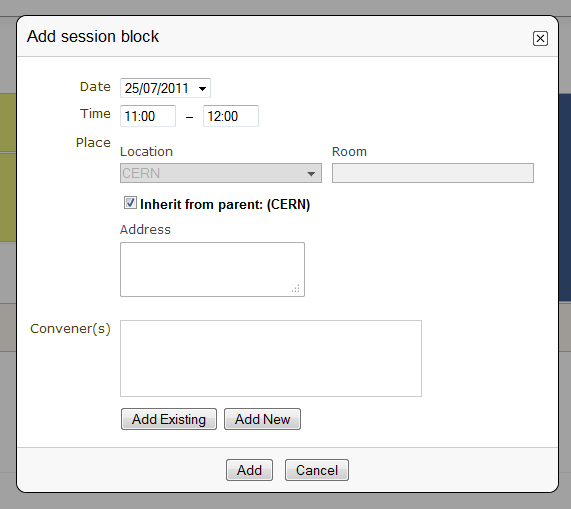 Add session block
Date 25/07/2011
Time 11:00 – 12:00
Place
Location Room
CERN
Inherit from parent: (CERN)
Address
Convener(s)
Add Existing Add New
Add Cancel